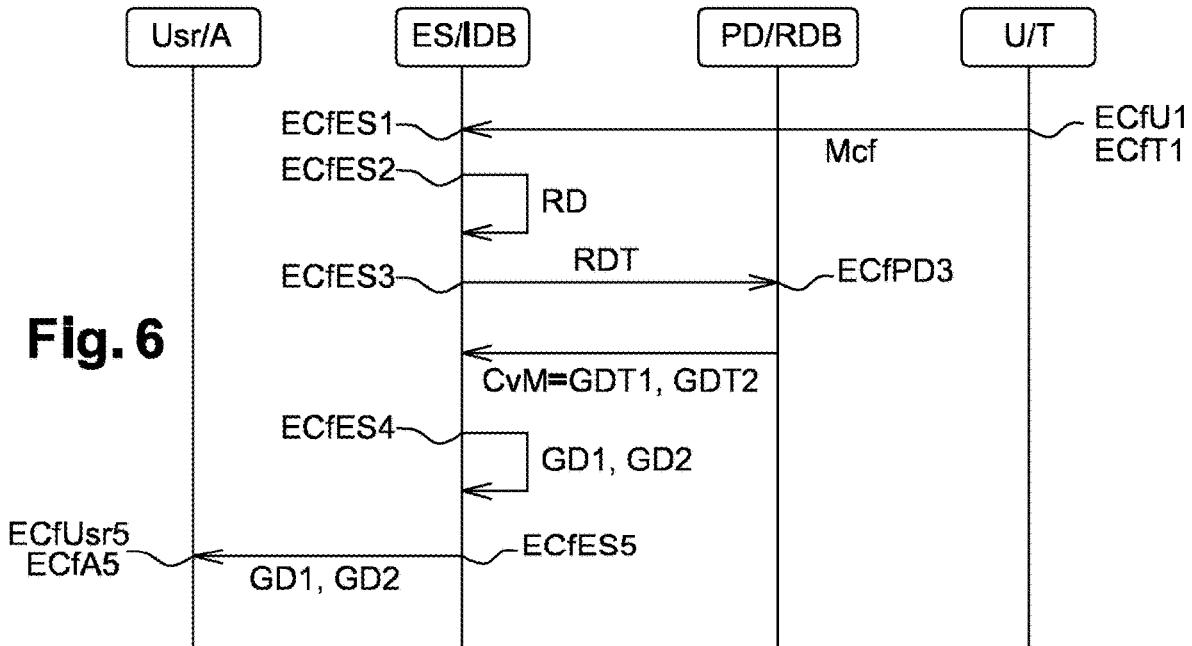 Usr/A
ES/IDB
PD/RDB
U/T
ECfES1
ECfU1
ECfT1
Mcf
ECfES2
RD
RDT
ECfES3
ECfPD3
Fig. 6
CvM=GDT1, GDT2
ECfES4
GD1, GD2
ECfUsr5
ECfA5
ECfES5
GD1, GD2